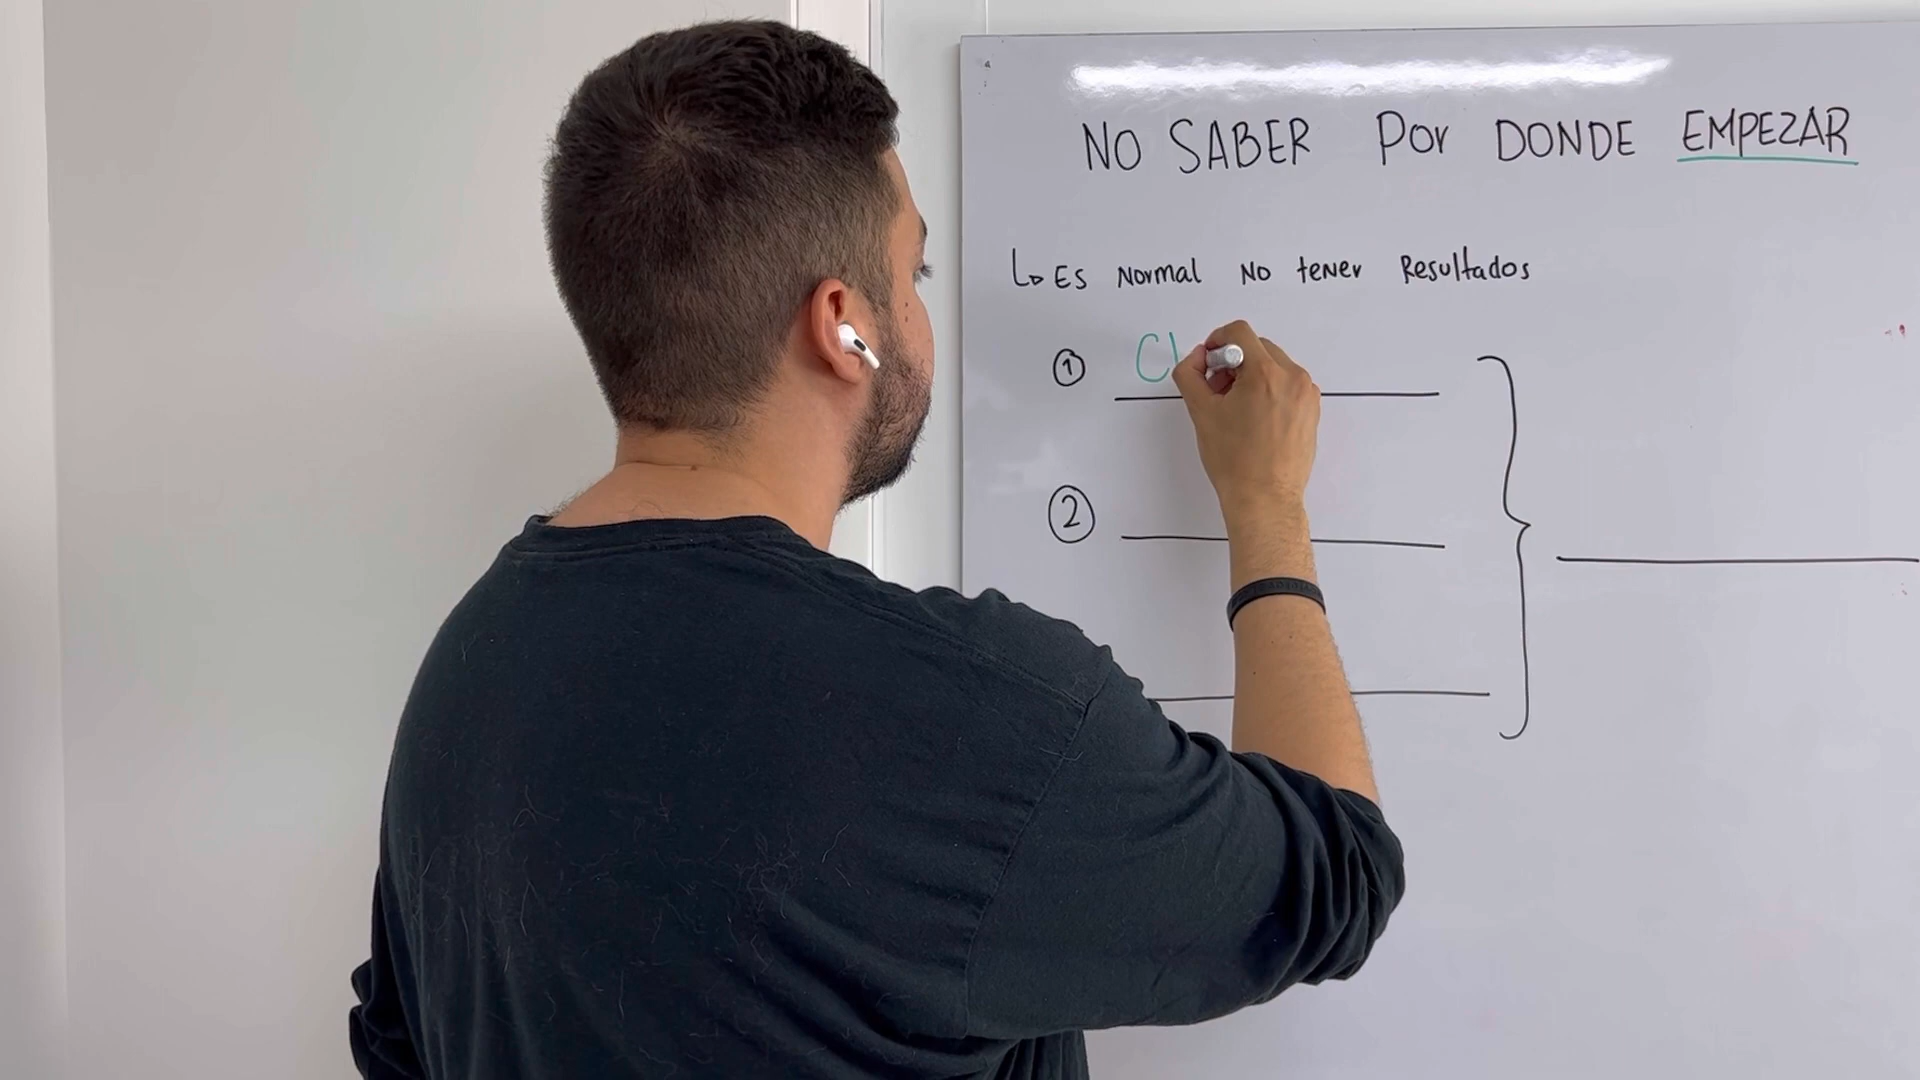 NO SABER Por DONDE EMPEZAR
Es Normal No tener Resultados
1
2